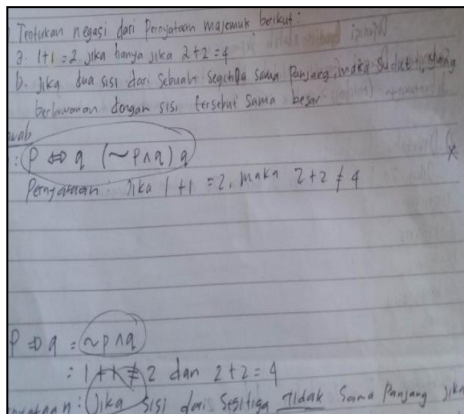 Tentukan negasi dari Pernyataan majemuk berikut:
a. 1+1 = 2 jika hanya jika 2+2 = 4
b. Jika dua sisi dari sebuah segitiga sama panjang maka sudut yang
berlawanan dengan sisi tersebut sama besar
wab
: P ⇔ q (~P∧q) q
Pernyataan: Jika 1+1 = 2, maka 2+2 ≠ 4
P ⇒ q = ~P∧q
: 1+1 ≠ 2 dan 2+2 = 4
yataan: Jika sisi dari segitiga tidak sama panjang jika